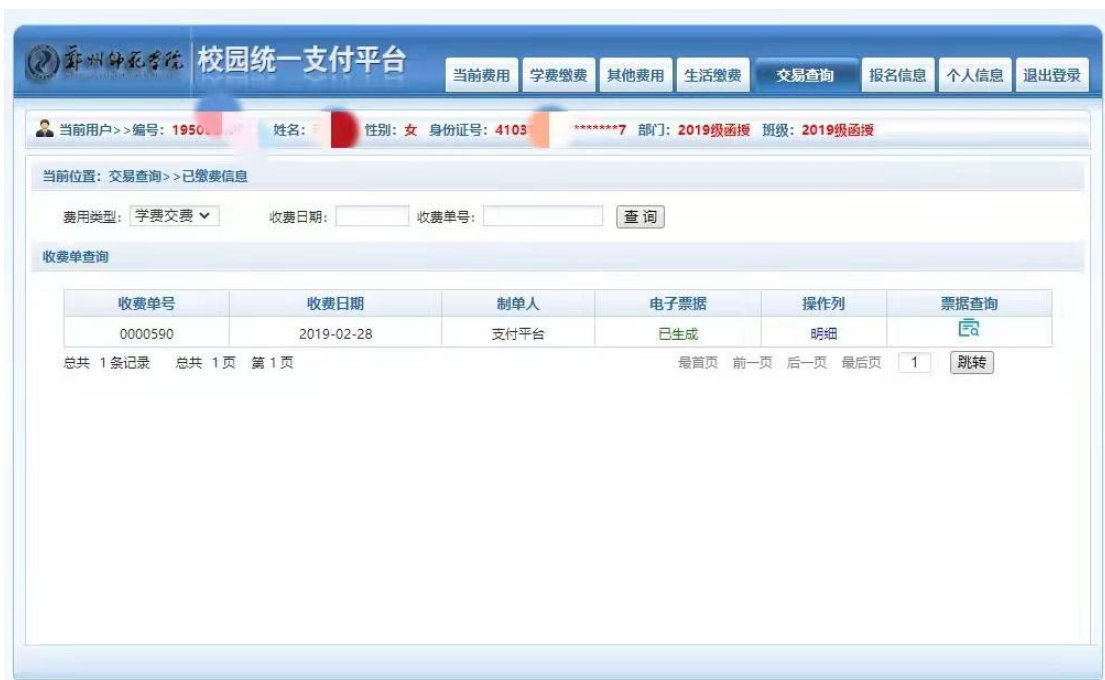 郑州师范学院 校园统一支付平台
当前费用 学费缴费 其他费用 生活缴费 交易查询 报名信息 个人信息 退出登录
当前用户>>编号: 1950 姓名: 性别: 女 身份证号: 4103 *******7 部门: 2019级函授 班级: 2019级函授
当前位置: 交易查询>>已缴费信息
费用类型: 学费交费 收费日期: 收费单号: 查 询
收费单查询
收费单号 收费日期 制单人 电子票据 操作列 票据查询
0000590 2019-02-28 支付平台 已生成 明细
总共 1 条记录 总共 1 页 第 1 页 最首页 前一页 后一页 最后页 1 跳转